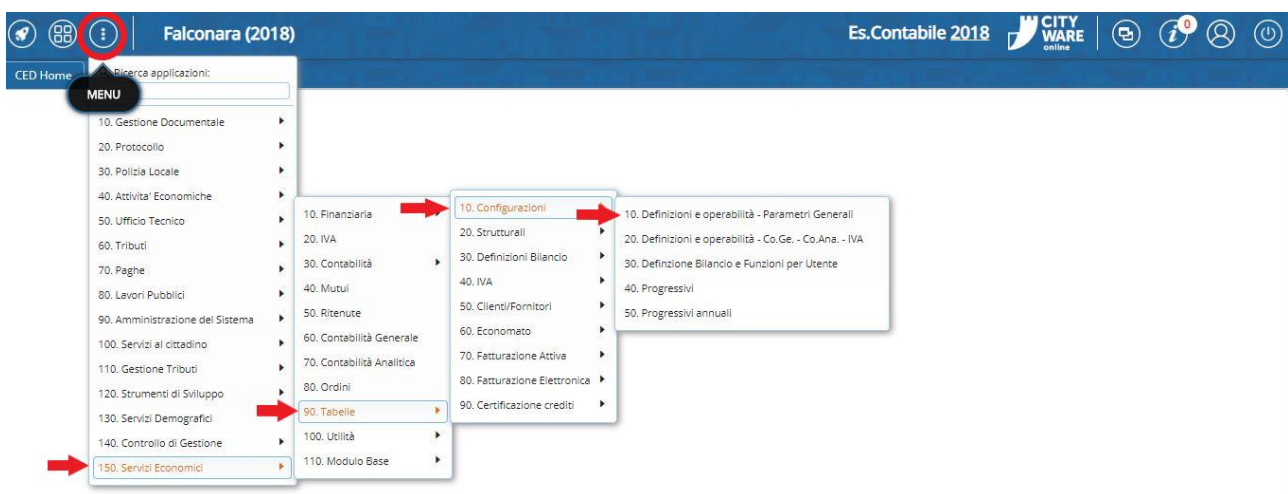 Falconara (2018)
Es.Contabile 2018
CITY
WARE
online
0
CED Home
Ricerca applicazioni:
MENU
10. Gestione Documentale
20. Protocollo
30. Polizia Locale
40. Attivita' Economiche
50. Ufficio Tecnico
60. Tributi
70. Paghe
80. Lavori Pubblici
90. Amministrazione del Sistema
100. Servizi al cittadino
110. Gestione Tributi
120. Strumenti di Sviluppo
130. Servizi Demografici
140. Controllo di Gestione
150. Servizi Economici
10. Finanziaria
20. IVA
30. Contabilità
40. Mutui
50. Ritenute
60. Contabilità Generale
70. Contabilità Analitica
80. Ordini
90. Tabelle
100. Utilità
110. Modulo Base
10. Configurazioni
20. Strutturali
30. Definizioni Bilancio
40. IVA
50. Clienti/Fornitori
60. Economato
70. Fatturazione Attiva
80. Fatturazione Elettronica
90. Certificazione crediti
10. Definizioni e operabilità - Parametri Generali
20. Definizioni e operabilità - Co.Ge. - Co.Ana. - IVA
30. Definzione Bilancio e Funzioni per Utente
40. Progressivi
50. Progressivi annuali